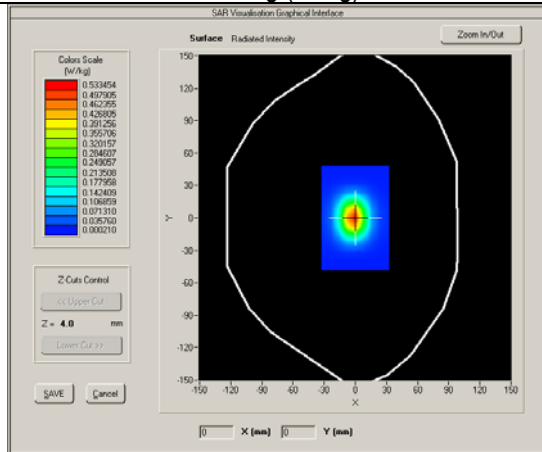 SAR Visualisation Graphical Interface
Surface Radiated Intensity
Zoom In/Out
Colors Scale
(W/kg)
0.533454
0.497905
0.462355
0.426805
0.391256
0.355706
0.320157
0.284607
0.249057
0.213508
0.177958
0.142409
0.106859
0.071310
0.035760
0.000210
150-
120-
90-
60-
30-
Y 0-
-30-
-60-
-90-
-120-
-150-
-150 -120 -90 -60 -30 0 30 60 90 120 150
X
Z-Cuts Control
<< Upper Cut
Z = 4.0 mm
Lower Cut >>
SAVE Cancel
0 X (mm) 0 Y (mm)